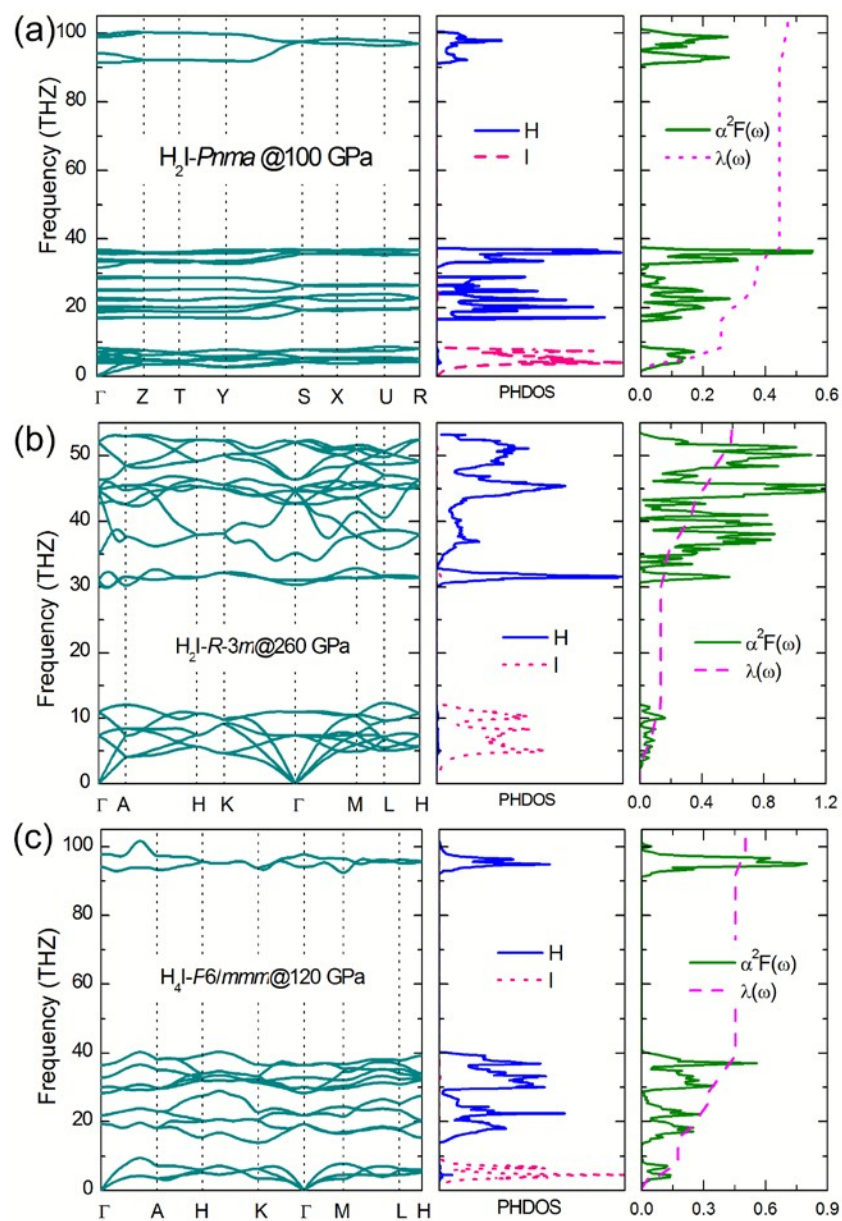 (a)
Frequency (THZ)
100
80
60
40
20
0
H₂I-Pnma @100 GPa
Γ Z T Y S X U R
H
I
PHDOS
α²F(ω)
λ(ω)
0.0 0.2 0.4 0.6
(b)
Frequency (THZ)
50
40
30
20
10
0
H₂I-R-3m@260 GPa
Γ A H K Γ M L H
H
I
PHDOS
α²F(ω)
λ(ω)
0.0 0.4 0.8 1.2
(c)
Frequency (THZ)
100
80
60
40
20
0
H₄I-F6/mmm@120 GPa
Γ A H K Γ M L H
H
I
PHDOS
α²F(ω)
λ(ω)
0.0 0.3 0.6 0.9